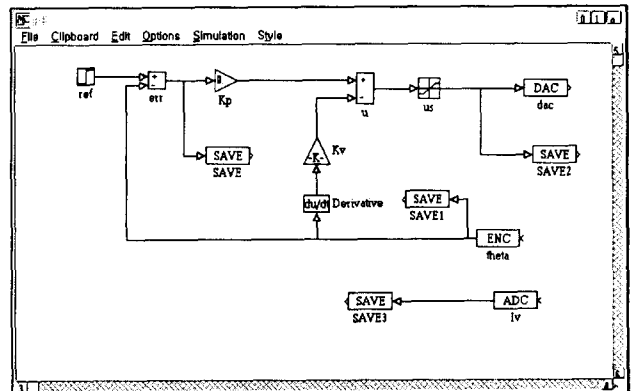 File Clipboard Edit Options Simulation Style
ref
+
-
err
Kp
+
-
u
us
DAC
dac
SAVE
SAVE
SAVE
SAVE2
-K-
Kv
du/dt Derivative
SAVE
SAVE1
ENC
theta
SAVE
SAVE3
ADC
Iv